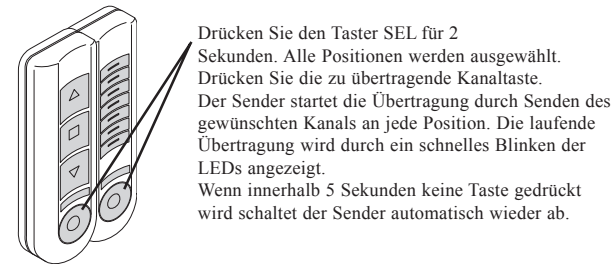 Drücken Sie den Taster SEL für 2
Sekunden. Alle Positionen werden ausgewählt.
Drücken Sie die zu übertragende Kanaltaste.
Der Sender startet die Übertragung durch Senden des
gewünschten Kanals an jede Position. Die laufende
Übertragung wird durch ein schnelles Blinken der
LEDs angezeigt.
Wenn innerhalb 5 Sekunden keine Taste gedrückt
wird schaltet der Sender automatisch wieder ab.